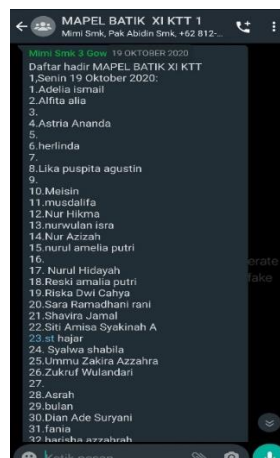 MAPEL BATIK XI KTT 1
Mimi Smk, Pak Abidin Smk, +62 812-...
Mimi Smk 3 Gow 19 OKTOBER 2020
Daftar hadir MAPEL BATIK XI KTT
1,Senin 19 Oktober 2020:
1.Adelia ismail
2.Alfita alia
3.
4.Astria Ananda
5.
6.herlinda
7.
8.Lika puspita agustin
9.
10.Meisin
11.musdalifa
12.Nur Hikma
13.nurwulan isra
14.Nur Azizah
15.nurul amelia putri
16.
17. Nurul Hidayah
18.Reski amalia putri
19.Riska Dwi Cahya
20.Sara Ramadhani rani
21.Shavira Jamal
22.Siti Amisa Syakinah A
23.st hajar
24. Syalwa shabila
25.Ummu Zakira Azzahra
26.Zukruf Wulandari
27.
28.Asrah
29.bulan
30.Dian Ade Suryani
31.fania
32.harisha azzahrah
Ketik pesan